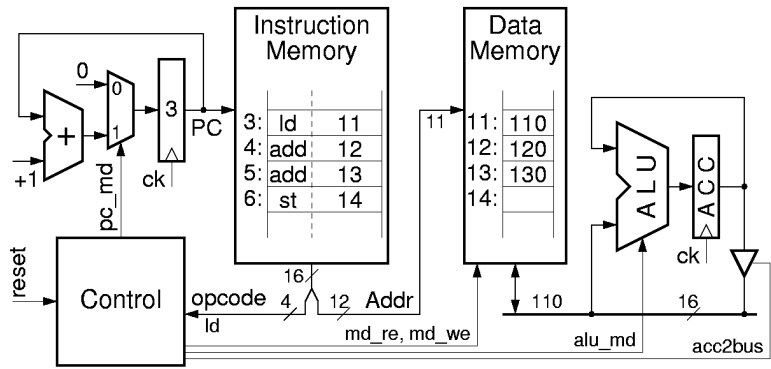 Instruction
Memory
Data
Memory
0
0
1
+
+1
pc_md
3
PC
ck
3: ld 11
4: add 12
5: add 13
6: st 14
11
11: 110
12: 120
13: 130
14:
ALU
ACC
ck
reset
Control
opcode
ld
4
16
12
Addr
md_re, md_we
110
16
alu_md
acc2bus